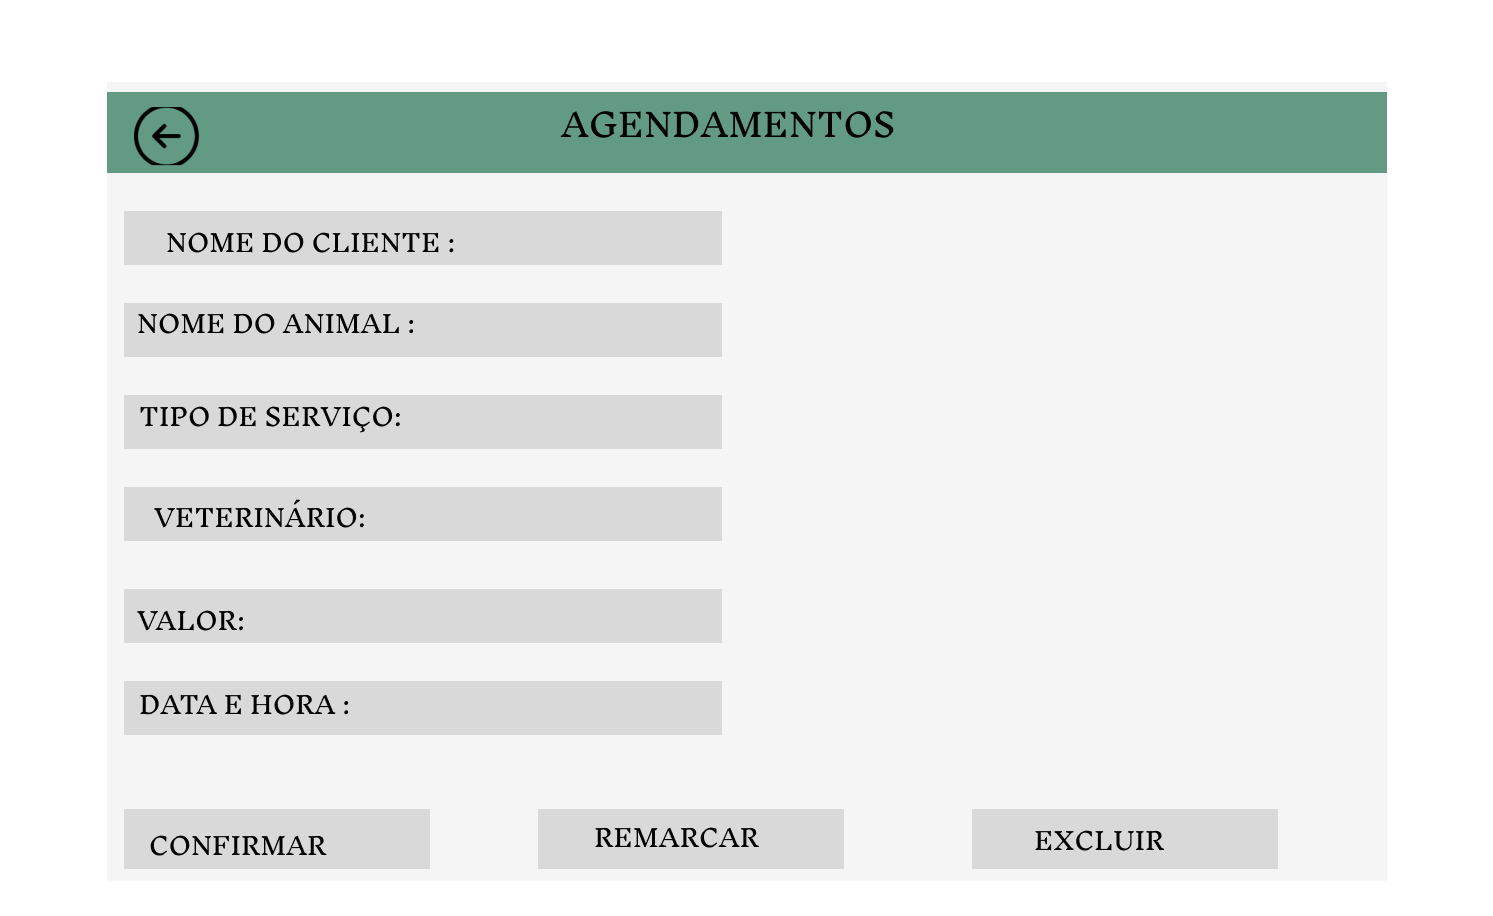 AGENDAMENTOS
NOME DO CLIENTE :
NOME DO ANIMAL :
TIPO DE SERVIÇO:
VETERINÁRIO:
VALOR:
DATA E HORA :
CONFIRMAR
REMARCAR
EXCLUIR